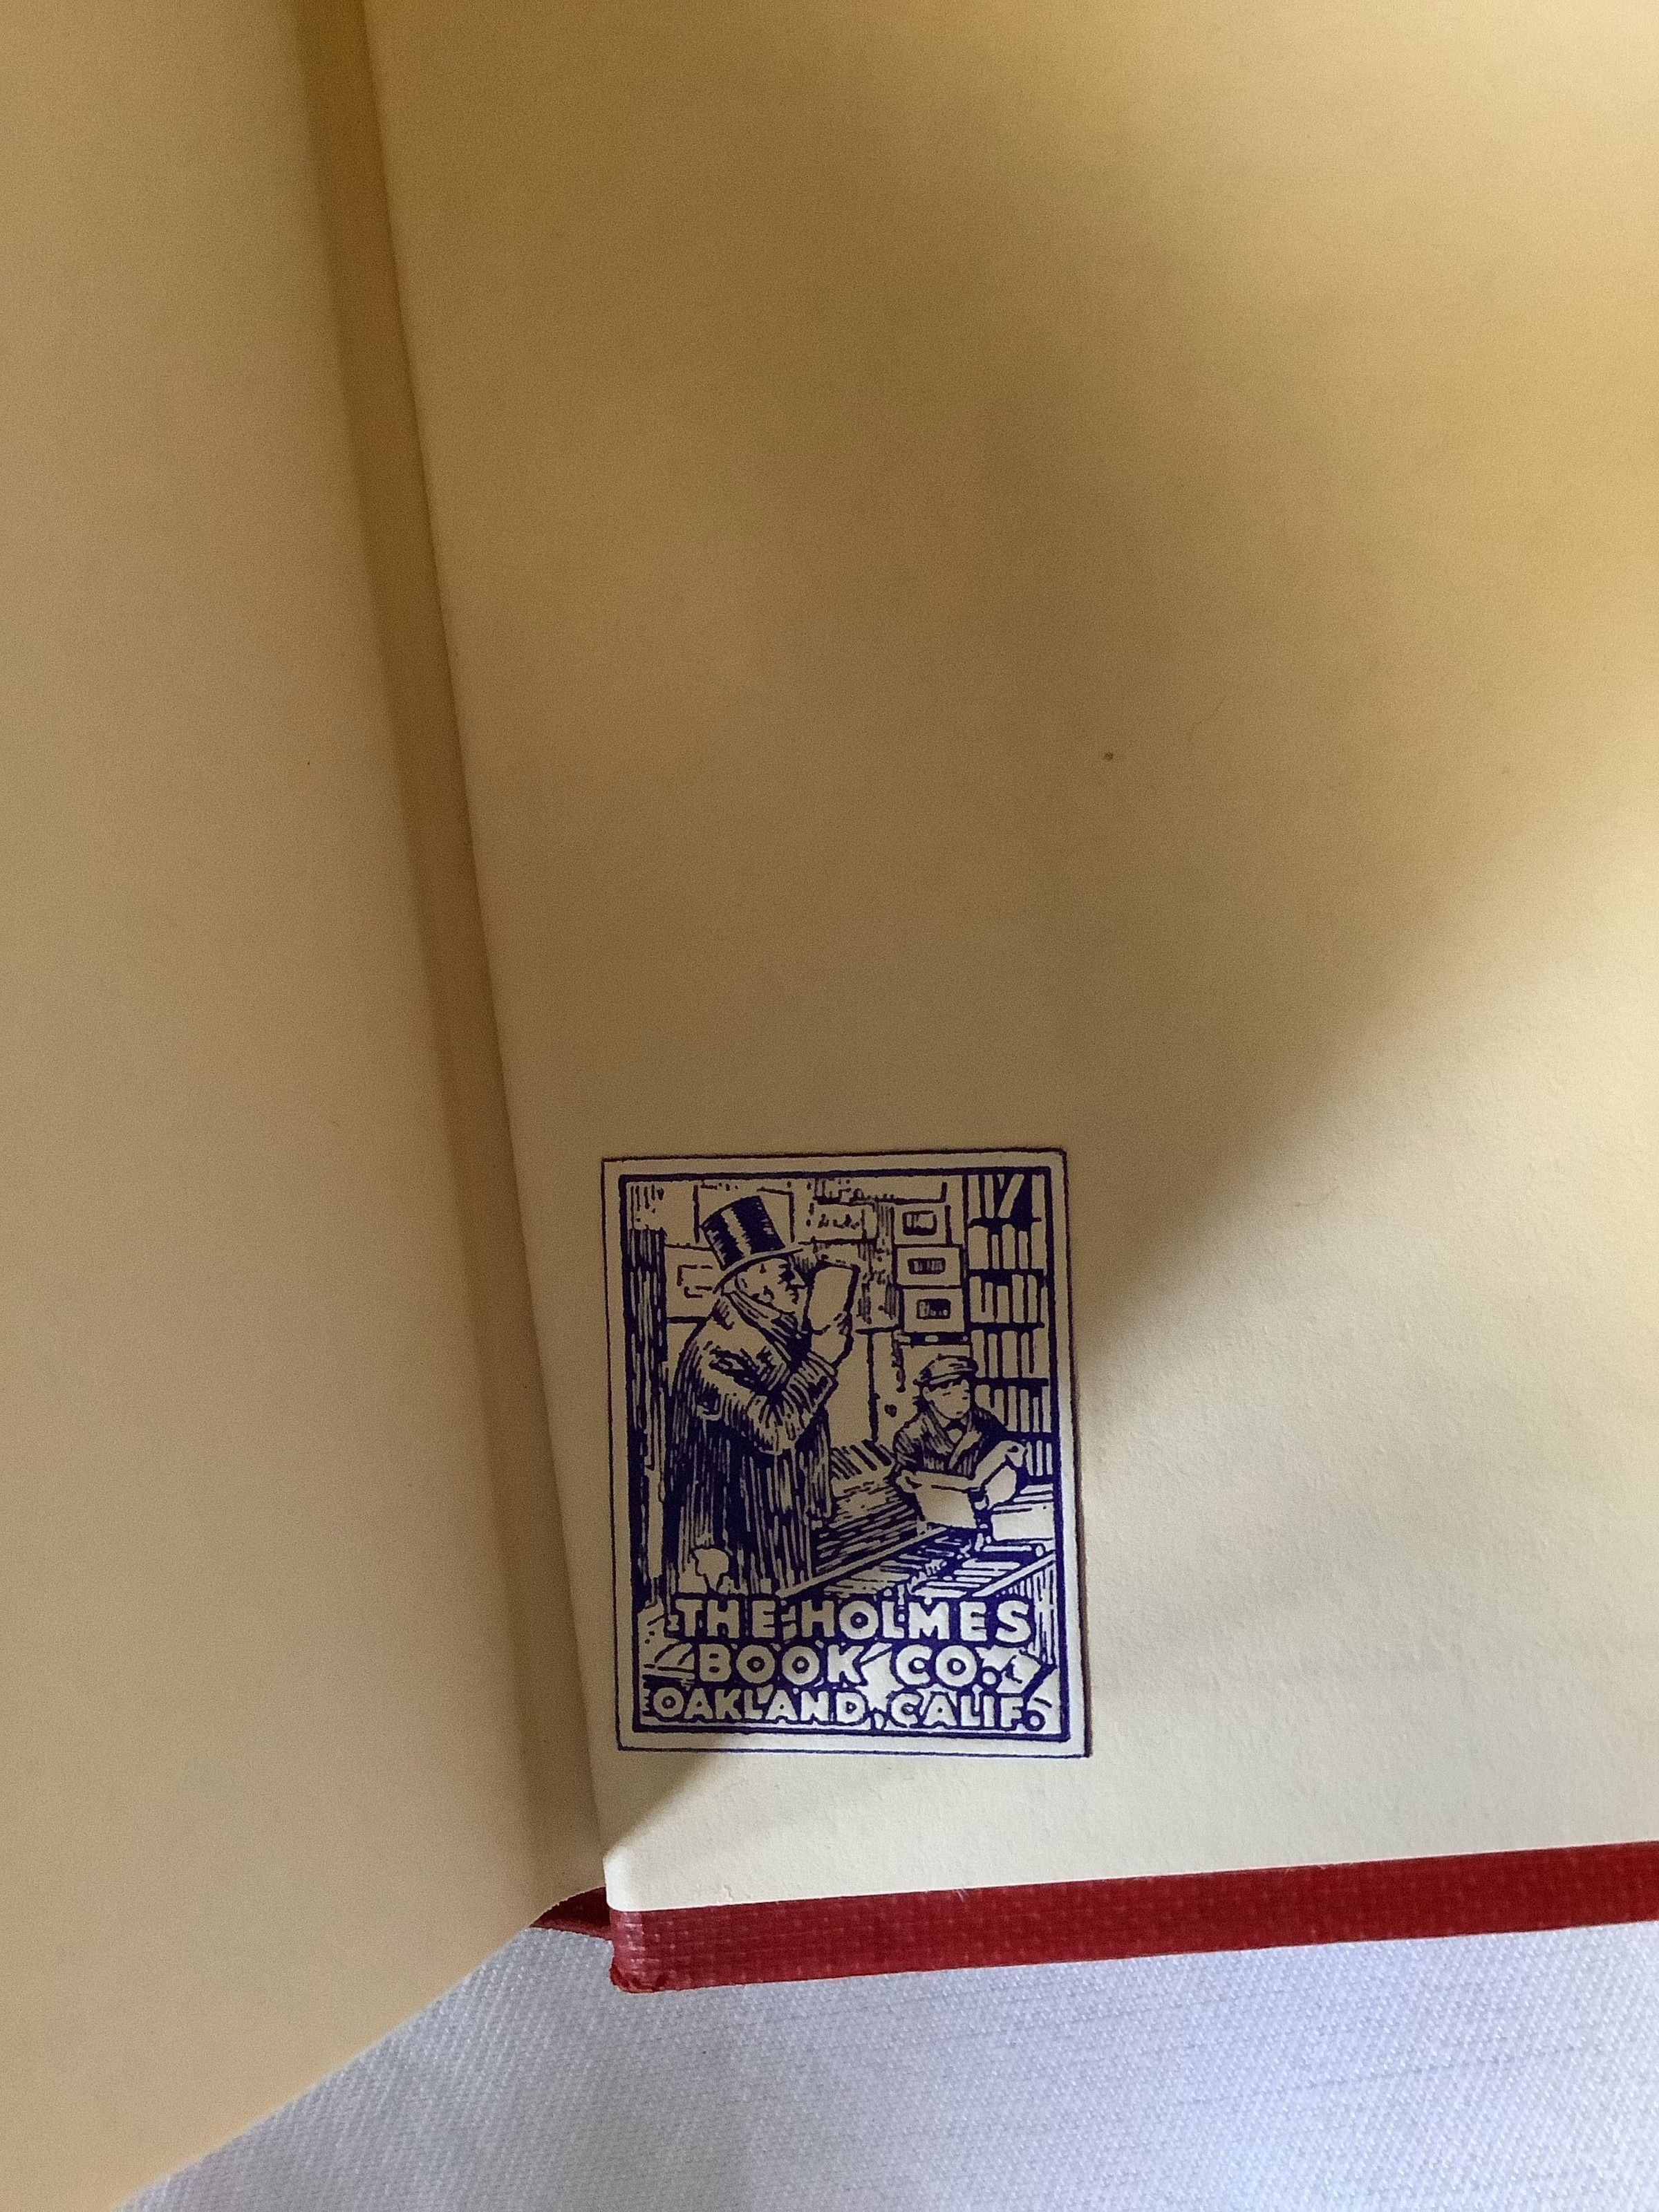 THE HOLMES
BOOK CO.
OAKLAND, CALIF.